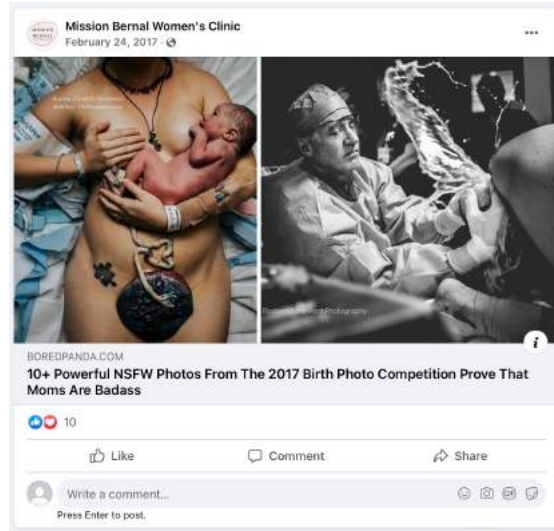 Mission Bernal Women's Clinic
February 24, 2017
BOREDPANDA.COM
10+ Powerful NSFW Photos From The 2017 Birth Photo Competition Prove That
Moms Are Badass
10
Like
Comment
Share
Write a comment...
GIF
Press Enter to post.